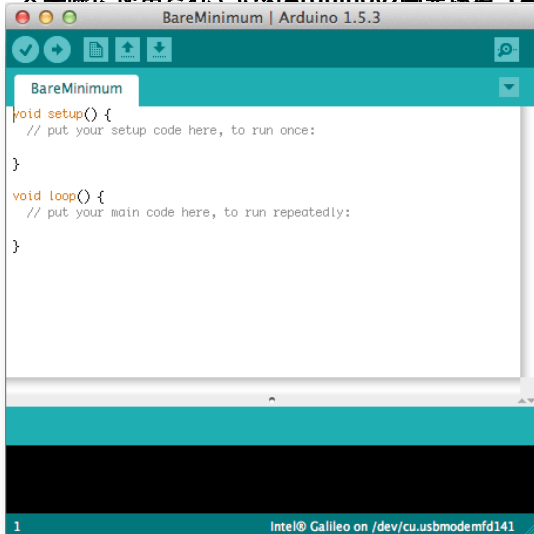 BareMinimum | Arduino 1.5.3
BareMinimum
void setup() {
// put your setup code here, to run once:
}
void loop() {
// put your main code here, to run repeatedly:
}
1
Intel® Galileo on /dev/cu.usbmodemfd141